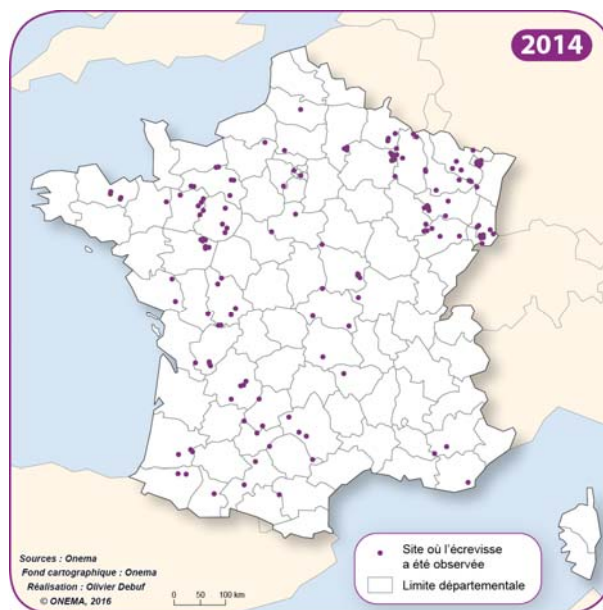 2014
Site où l'écrevisse
a été observée
Limite départementale
Sources : Onema
Fond cartographique : Onema
Réalisation : Olivier Debuf
© ONEMA, 2016
0 50 100 km